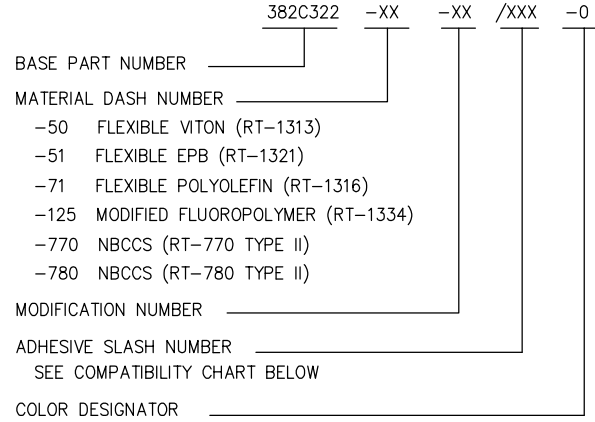 382C322 -XX -XX /XXX -0
BASE PART NUMBER
MATERIAL DASH NUMBER
-50 FLEXIBLE VITON (RT-1313)
-51 FLEXIBLE EPB (RT-1321)
-71 FLEXIBLE POLYOLEFIN (RT-1316)
-125 MODIFIED FLUOROPOLYMER (RT-1334)
-770 NBCCS (RT-770 TYPE II)
-780 NBCCS (RT-780 TYPE II)
MODIFICATION NUMBER
ADHESIVE SLASH NUMBER
SEE COMPATIBILITY CHART BELOW
COLOR DESIGNATOR